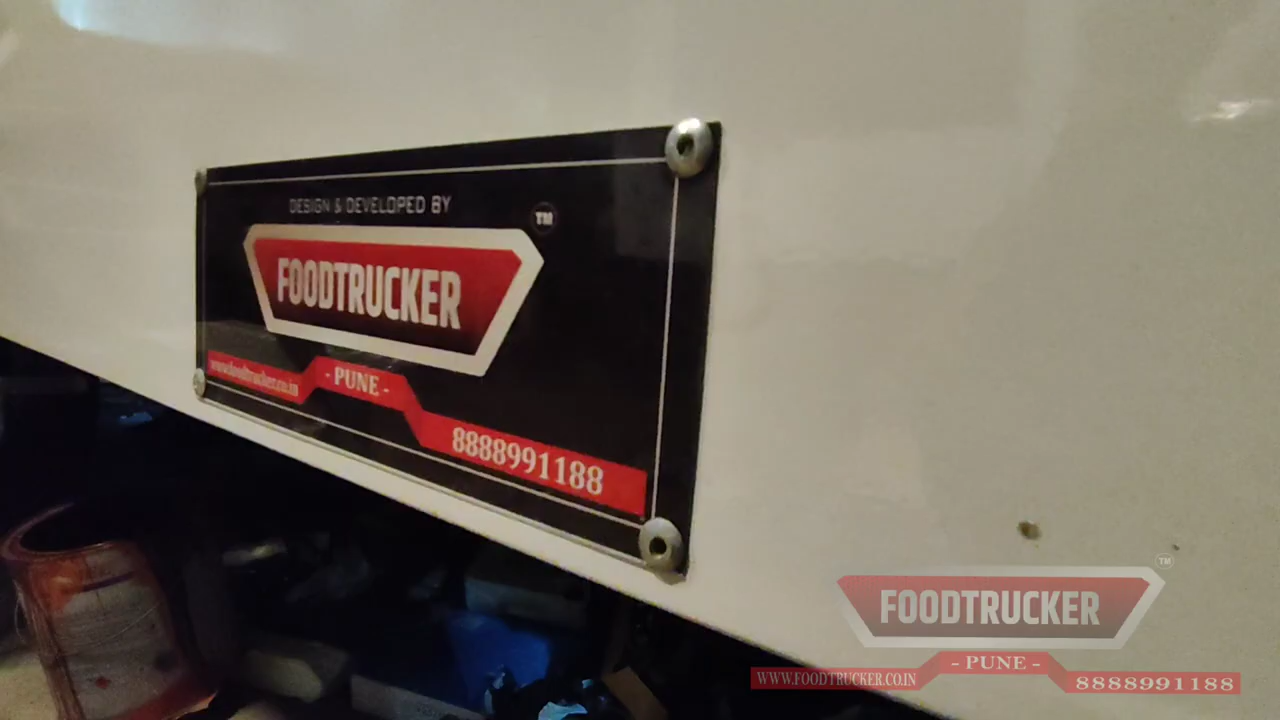 DESIGN & DEVELOPED BY
TM
FOODTRUCKER
www.foodtrucker.co.in
- PUNE -
8888991188
TM
FOODTRUCKER
- PUNE -
WWW.FOODTRUCKER.CO.IN
8888991188